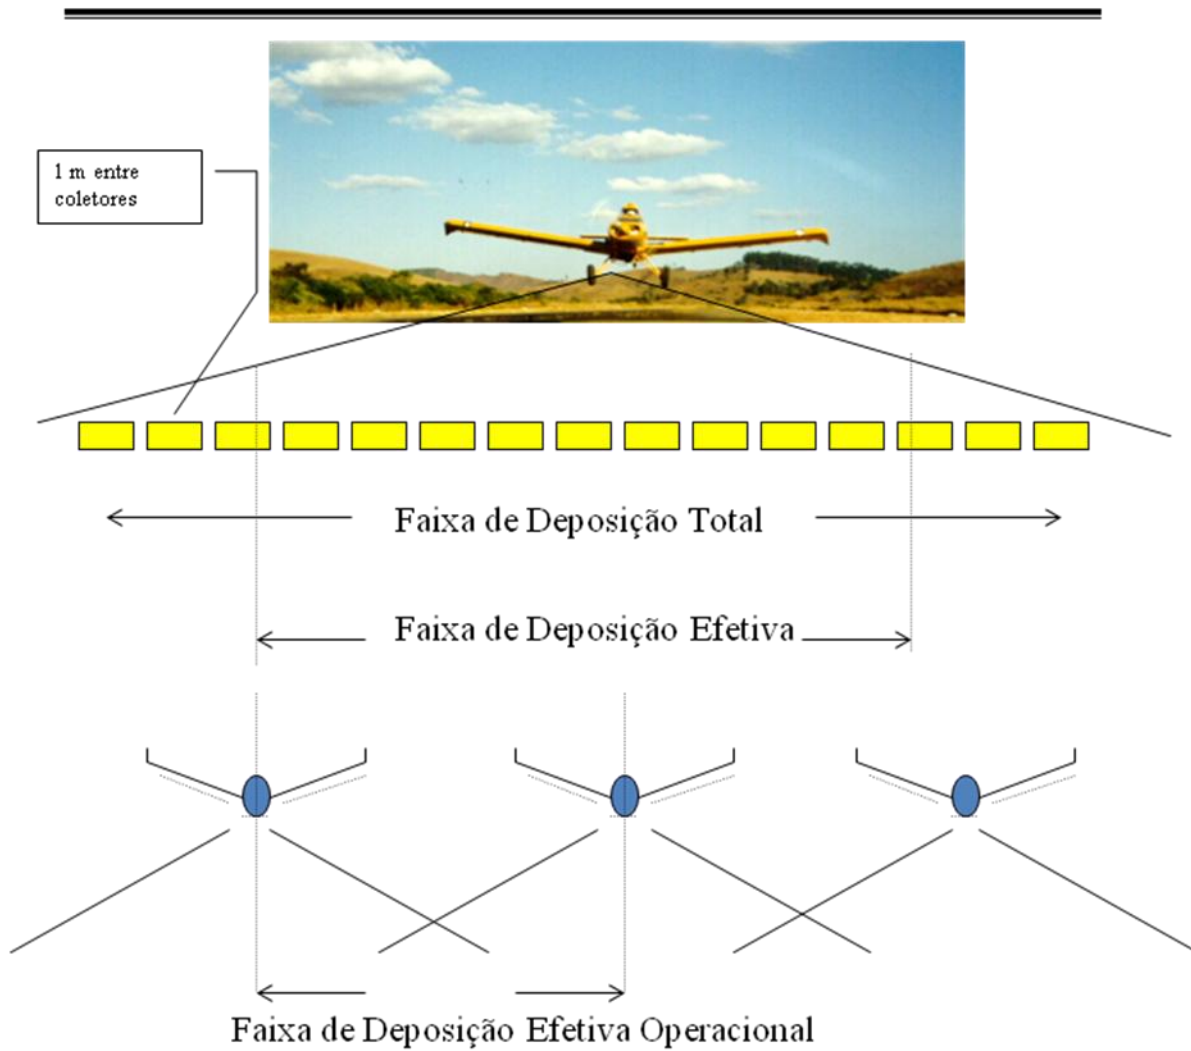 1 m entre
coletores
Faixa de Deposição Total
Faixa de Deposição Efetiva
Faixa de Deposição Efetiva Operacional